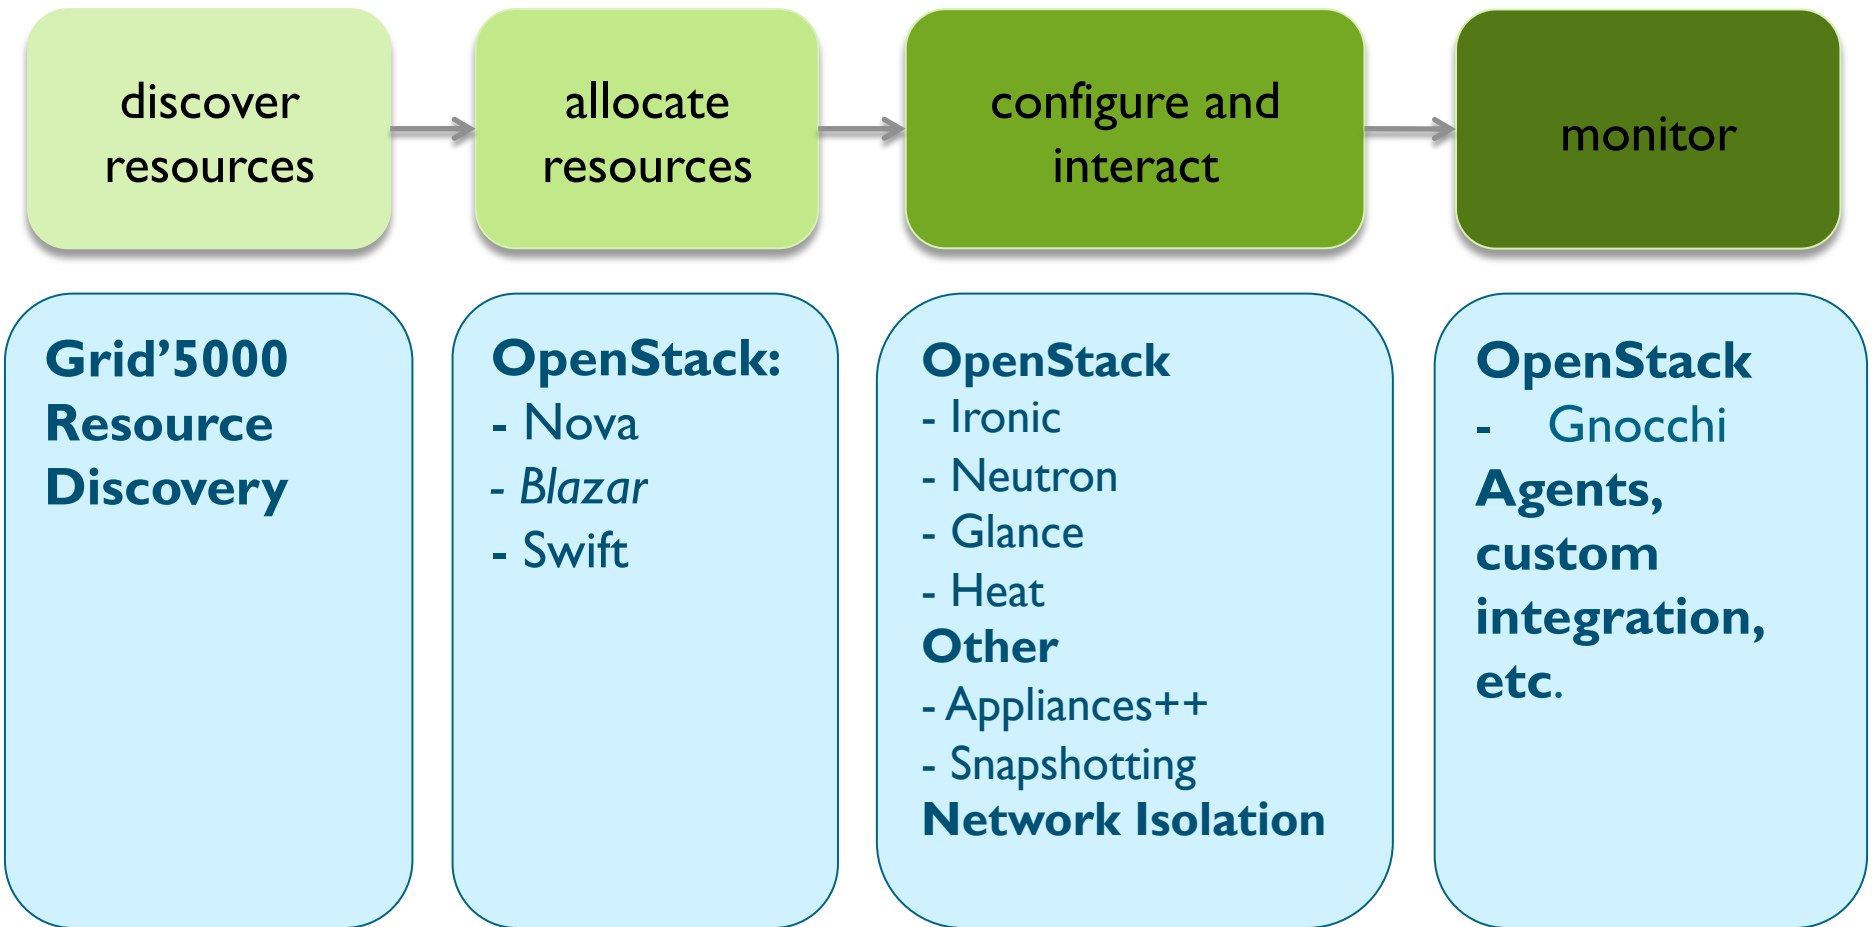 discover
resources
allocate
resources
configure and
interact
monitor
Grid’5000
Resource
Discovery
OpenStack:
- Nova
- Blazar
- Swift
OpenStack
- Ironic
- Neutron
- Glance
- Heat
Other
- Appliances++
- Snapshotting
Network Isolation
OpenStack
- Gnocchi
Agents,
custom
integration,
etc.